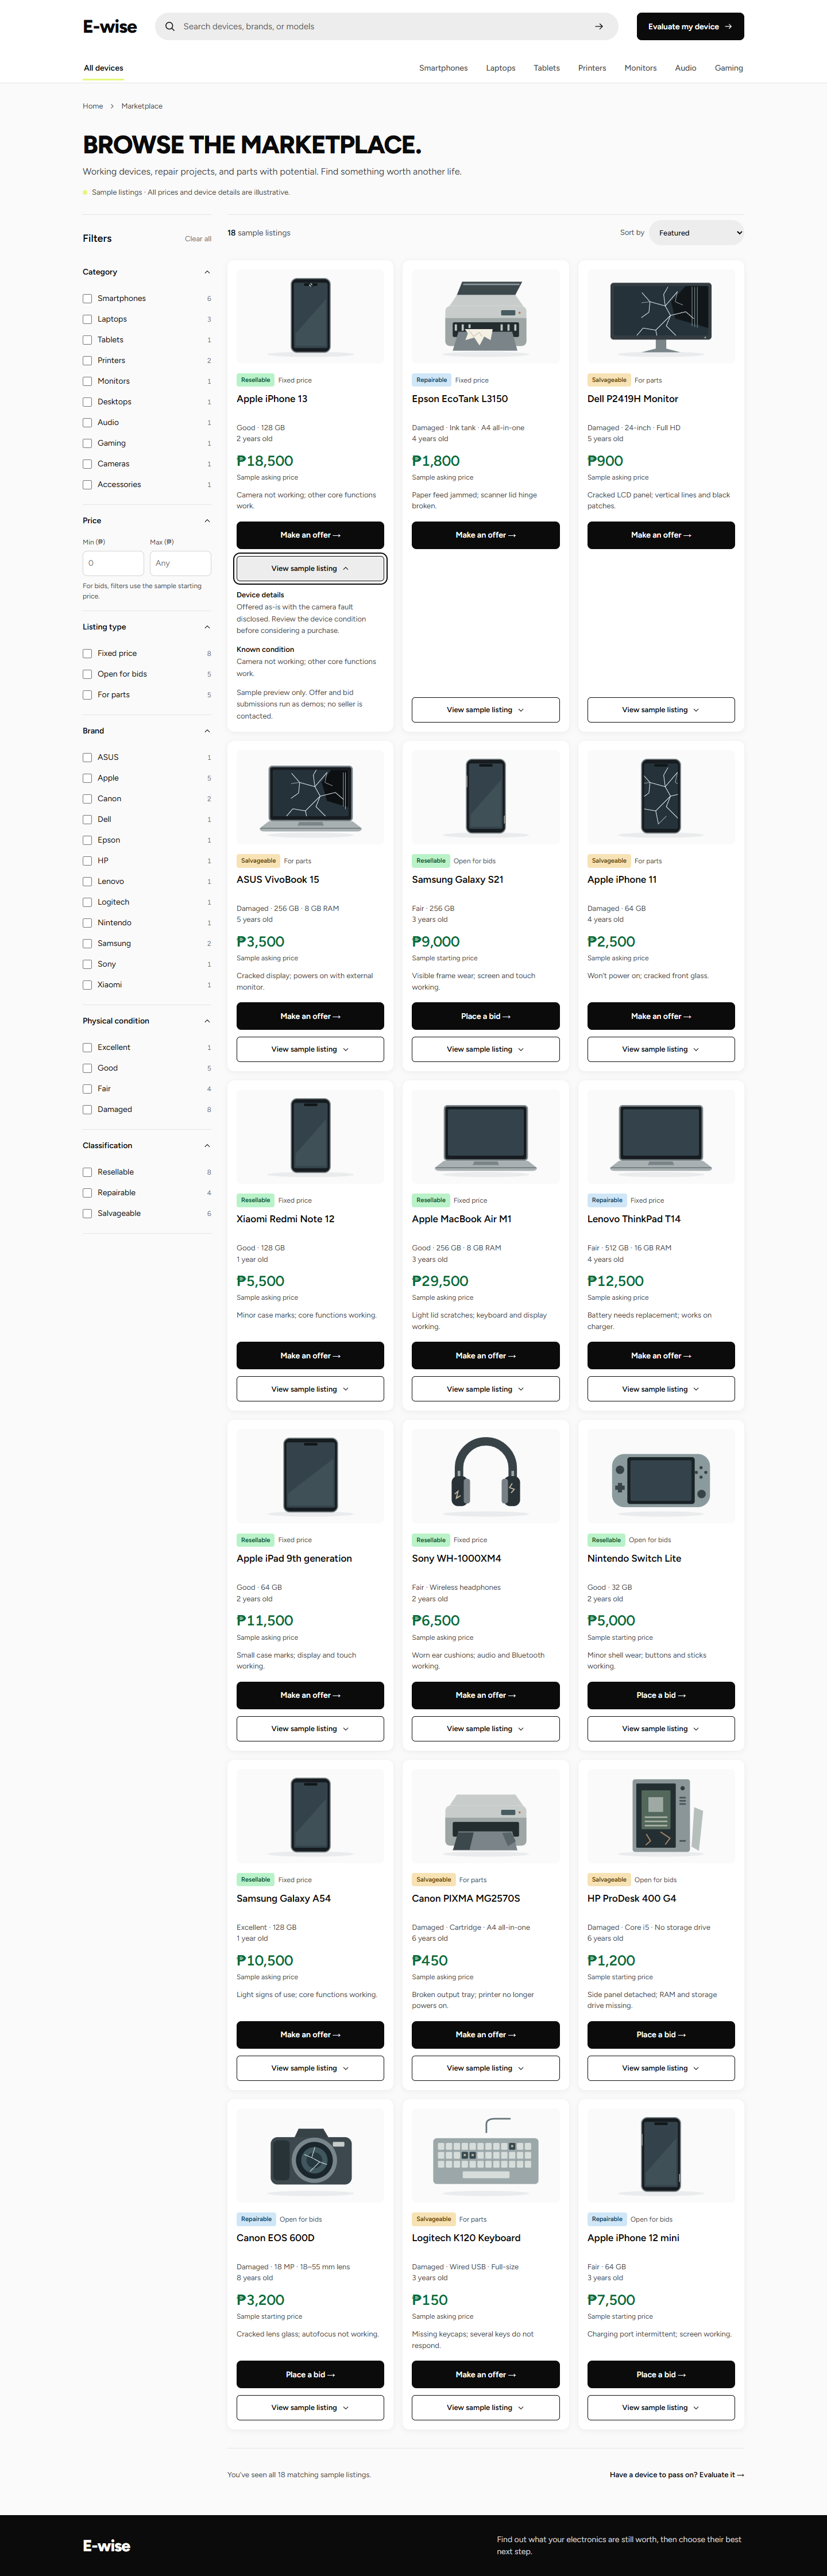 E-wise
Search devices, brands, or models
Evaluate my device →
All devices
Smartphones
Laptops
Tablets
Printers
Monitors
Audio
Gaming
Home > Marketplace
BROWSE THE MARKETPLACE.
Working devices, repair projects, and parts with potential. Find something worth another life.
Sample listings · All prices and device details are illustrative.
Filters
Clear all
Category
Smartphones 6
Laptops 3
Tablets 1
Printers 2
Monitors 1
Desktops 1
Audio 1
Gaming 1
Cameras 1
Accessories 1
Price
Min (₱) Max (₱)
0 Any
For bids, filters use the sample starting
price.
Listing type
Fixed price 8
Open for bids 5
For parts 5
Brand
ASUS 1
Apple 5
Canon 2
Dell 1
Epson 1
HP 1
Lenovo 1
Logitech 1
Nintendo 1
Samsung 2
Sony 1
Xiaomi 1
Physical condition
Excellent 1
Good 5
Fair 4
Damaged 8
Classification
Resellable 8
Repairable 4
Salvageable 6
18 sample listings
Sort by Featured
Resellable Fixed price
Apple iPhone 13
Good · 128 GB
2 years old
₱18,500
Sample asking price
Camera not working; other core functions
work.
Make an offer →
View sample listing
Device details
Offered as-is with the camera fault
disclosed. Review the device condition
before considering a purchase.
Known condition
Camera not working; other core functions
work.
Sample preview only. Offer and bid
submissions run as demos; no seller is
contacted.
Repairable Fixed price
Epson EcoTank L3150
Damaged · Ink tank · A4 all-in-one
4 years old
₱1,800
Sample asking price
Paper feed jammed; scanner lid hinge
broken.
Make an offer →
View sample listing
Salvageable For parts
Dell P2419H Monitor
Damaged · 24-inch · Full HD
5 years old
₱900
Sample asking price
Cracked LCD panel; vertical lines and black
patches.
Make an offer →
View sample listing
Salvageable For parts
ASUS VivoBook 15
Damaged · 256 GB · 8 GB RAM
5 years old
₱3,500
Sample asking price
Cracked display; powers on with external
monitor.
Make an offer →
View sample listing
Resellable Open for bids
Samsung Galaxy S21
Fair · 256 GB
3 years old
₱9,000
Sample starting price
Visible frame wear; screen and touch
working.
Place a bid →
View sample listing
Salvageable For parts
Apple iPhone 11
Damaged · 64 GB
4 years old
₱2,500
Sample asking price
Won't power on; cracked front glass.
Make an offer →
View sample listing
Resellable Fixed price
Xiaomi Redmi Note 12
Good · 128 GB
1 year old
₱5,500
Sample asking price
Minor case marks; core functions working.
Make an offer →
View sample listing
Resellable Fixed price
Apple MacBook Air M1
Good · 256 GB · 8 GB RAM
3 years old
₱29,500
Sample asking price
Light lid scratches; keyboard and display
working.
Make an offer →
View sample listing
Repairable Fixed price
Lenovo ThinkPad T14
Fair · 512 GB · 16 GB RAM
4 years old
₱12,500
Sample asking price
Battery needs replacement; works on
charger.
Make an offer →
View sample listing
Resellable Fixed price
Apple iPad 9th generation
Good · 64 GB
2 years old
₱11,500
Sample asking price
Small case marks; display and touch
working.
Make an offer →
View sample listing
Resellable Fixed price
Sony WH-1000XM4
Fair · Wireless headphones
2 years old
₱6,500
Sample asking price
Worn ear cushions; audio and Bluetooth
working.
Make an offer →
View sample listing
Resellable Open for bids
Nintendo Switch Lite
Good · 32 GB
2 years old
₱5,000
Sample starting price
Minor shell wear; buttons and sticks
working.
Place a bid →
View sample listing
Resellable Fixed price
Samsung Galaxy A54
Excellent · 128 GB
1 year old
₱10,500
Sample asking price
Light signs of use; core functions working.
Make an offer →
View sample listing
Salvageable For parts
Canon PIXMA MG2570S
Damaged · Cartridge · A4 all-in-one
6 years old
₱450
Sample asking price
Broken output tray; printer no longer
powers on.
Make an offer →
View sample listing
Salvageable Open for bids
HP ProDesk 400 G4
Damaged · Core i5 · No storage drive
6 years old
₱1,200
Sample starting price
Side panel detached; RAM and storage
drive missing.
Place a bid →
View sample listing
Repairable Open for bids
Canon EOS 600D
Damaged · 18 MP · 18–55 mm lens
8 years old
₱3,200
Sample starting price
Cracked lens glass; autofocus not working.
Place a bid →
View sample listing
Salvageable For parts
Logitech K120 Keyboard
Damaged · Wired USB · Full-size
3 years old
₱150
Sample asking price
Missing keycaps; several keys do not
respond.
Make an offer →
View sample listing
Repairable Open for bids
Apple iPhone 12 mini
Fair · 64 GB
3 years old
₱7,500
Sample starting price
Charging port intermittent; screen working.
Place a bid →
View sample listing
You've seen all 18 matching sample listings.
Have a device to pass on? Evaluate it →
E-wise
Find out what your electronics are still worth, then choose their best
next step.